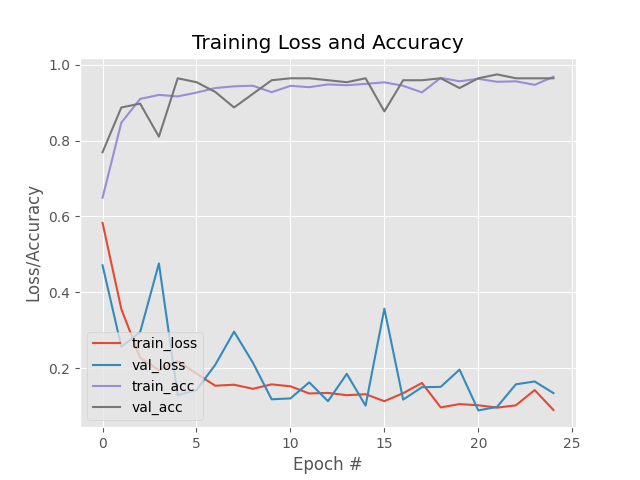 Training Loss and Accuracy
1.0
0.8
0.6
0.4
0.2
Loss/Accuracy
train_loss
val_loss
train_acc
val_acc
0 5 10 15 20 25
Epoch #